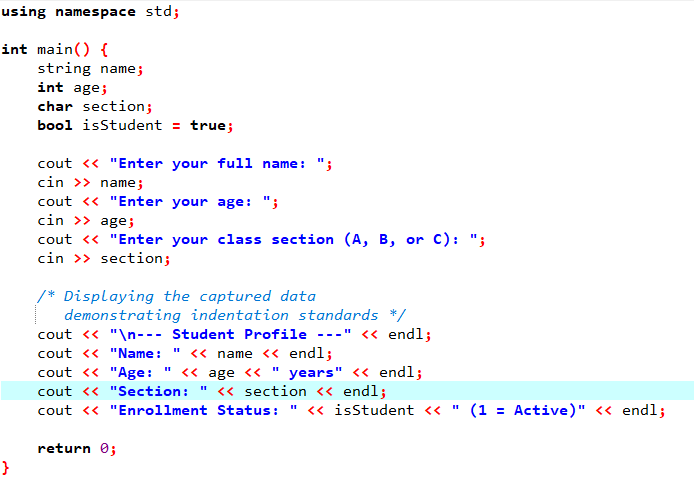 using namespace std;
int main() {
string name;
int age;
char section;
bool isStudent = true;
cout << "Enter your full name: ";
cin >> name;
cout << "Enter your age: ";
cin >> age;
cout << "Enter your class section (A, B, or C): ";
cin >> section;
/* Displaying the captured data
demonstrating indentation standards */
cout << "\n--- Student Profile ---" << endl;
cout << "Name: " << name << endl;
cout << "Age: " << age << " years" << endl;
cout << "Section: " << section << endl;
cout << "Enrollment Status: " << isStudent << " (1 = Active)" << endl;
return 0;
}